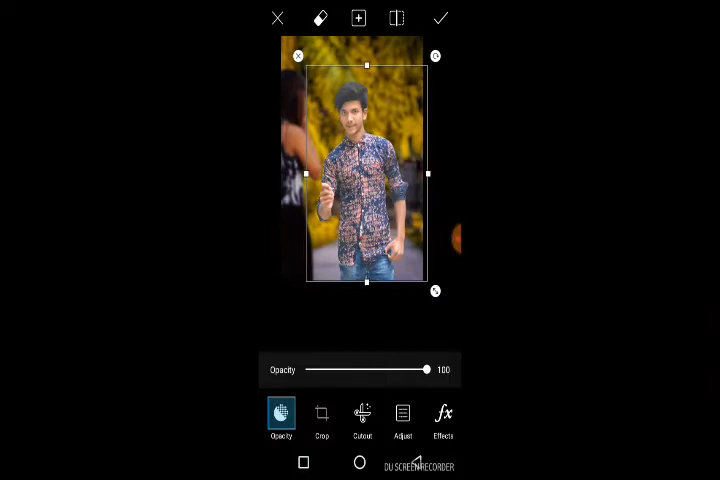 Opacity 100
Opacity Crop Cutout Adjust Effects
DU SCREEN RECORDER